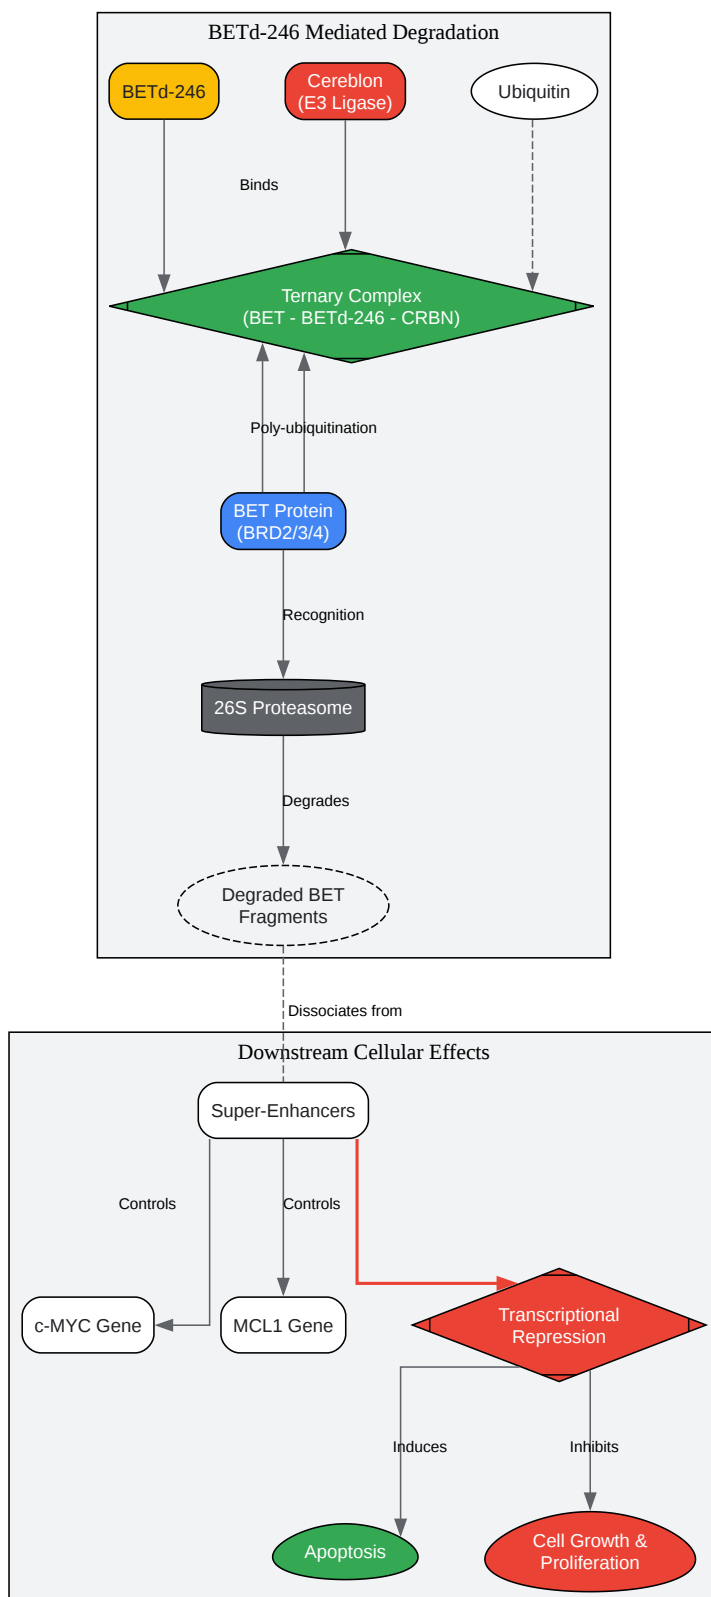 BETd-246 Mediated Degradation
BETd-246
Cereblon
(E3 Ligase)
Ubiquitin
Binds
Ternary Complex
(BET - BETd-246 - CRBN)
Poly-ubiquitination
BET Protein
(BRD2/3/4)
Recognition
26S Proteasome
Degrades
Degraded BET
Fragments
Dissociates from
Downstream Cellular Effects
Super-Enhancers
Controls
Controls
c-MYC Gene
MCL1 Gene
Transcriptional
Repression
Induces
Inhibits
Apoptosis
Cell Growth &
Proliferation